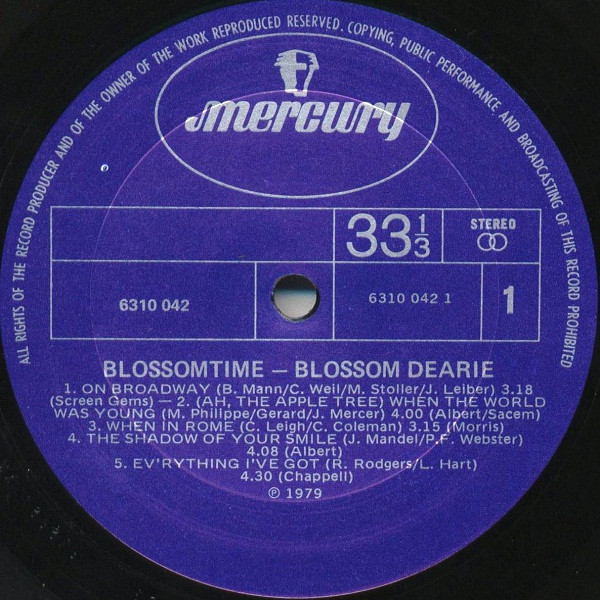 ALL RIGHTS OF THE RECORD PRODUCER AND OF THE OWNER OF THE WORK REPRODUCED RESERVED. COPYING, PUBLIC PERFORMANCE AND BROADCASTING OF THIS RECORD PROHIBITED
mercury
33 1/3
STEREO
6310 042
6310 042 1
1
BLOSSOMTIME — BLOSSOM DEARIE
1. ON BROADWAY (B. Mann/C. Weil/M. Stoller/J. Leiber) 3.18
(Screen Gems) — 2. (AH, THE APPLE TREE) WHEN THE WORLD
WAS YOUNG (M. Philippe/Gerard/J. Mercer) 4.00 (Albert/Sacem)
3. WHEN IN ROME (C. Leigh/C. Coleman) 3.15 (Morris)
4. THE SHADOW OF YOUR SMILE (J. Mandel/P.F. Webster)
4.08 (Albert)
5. EV'RYTHING I'VE GOT (R. Rodgers/L. Hart)
4.30 (Chappell)
℗ 1979